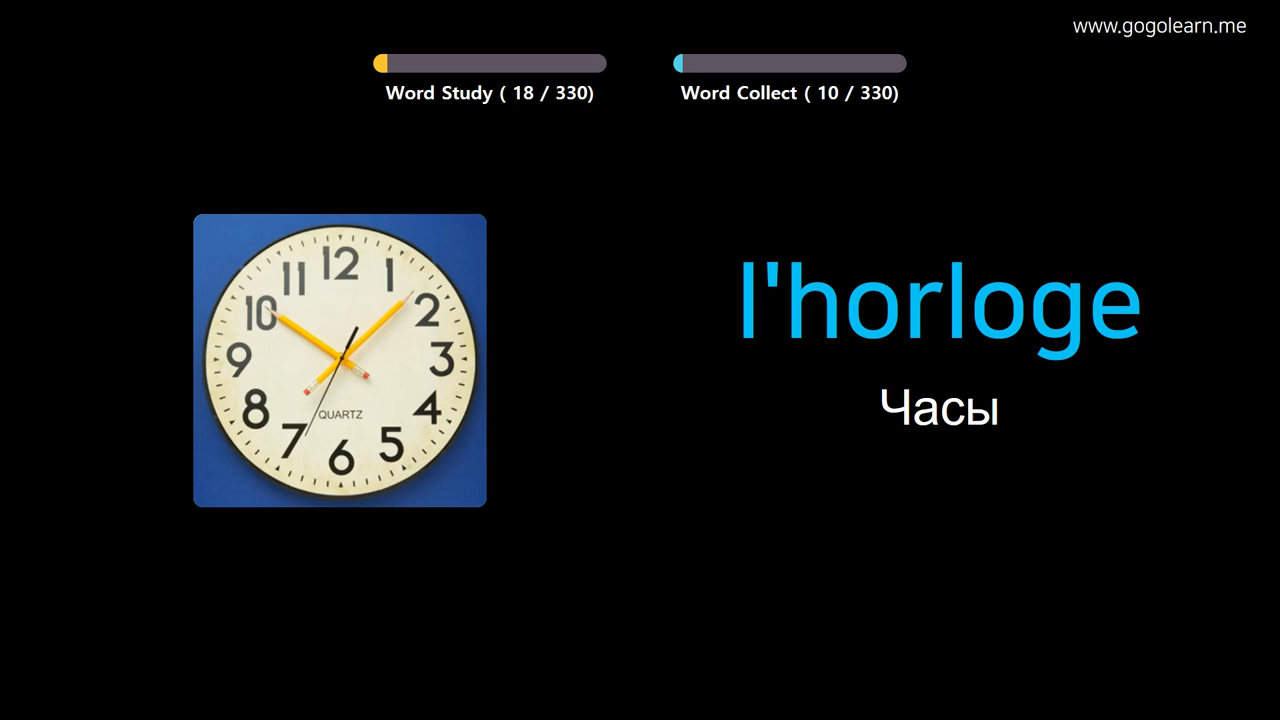 www.gogolearn.me
Word Study ( 18 / 330)
Word Collect ( 10 / 330)
12
11
1
10
2
9
3
8
4
QUARTZ
7
5
6
l'horloge
Часы